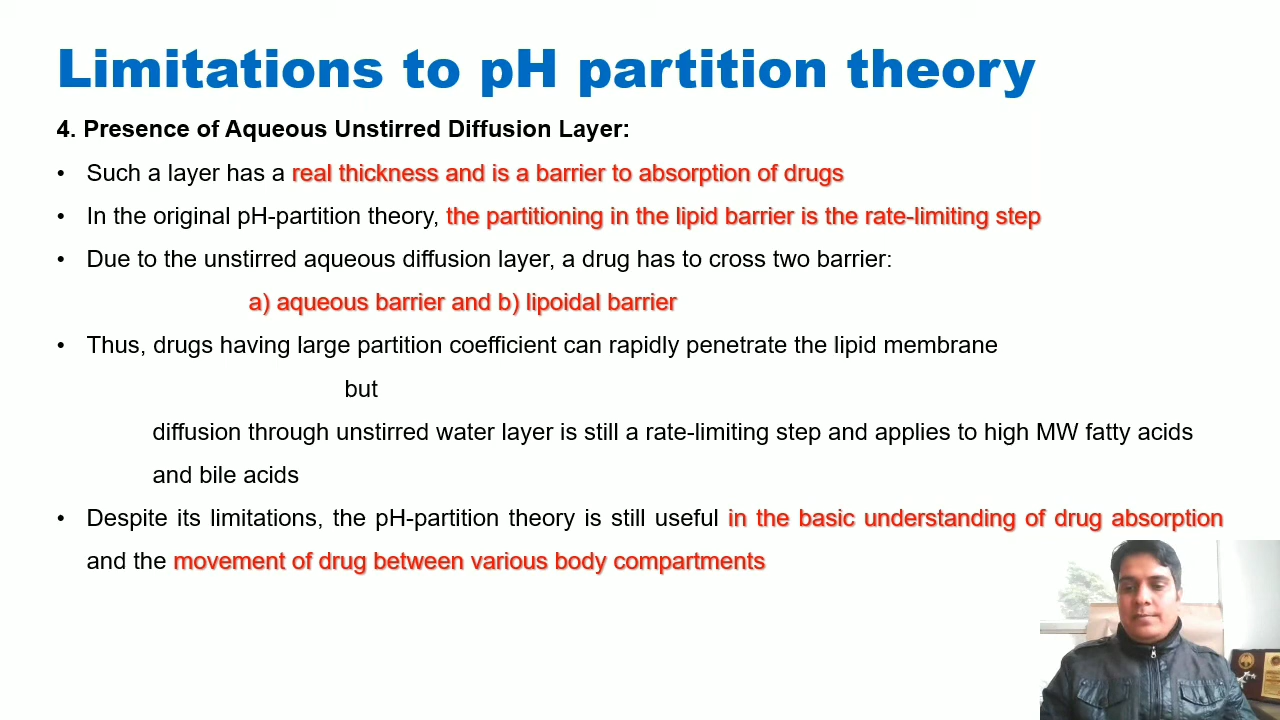 Limitations to pH partition theory
4. Presence of Aqueous Unstirred Diffusion Layer:
• Such a layer has a real thickness and is a barrier to absorption of drugs
• In the original pH-partition theory, the partitioning in the lipid barrier is the rate-limiting step
• Due to the unstirred aqueous diffusion layer, a drug has to cross two barrier:
a) aqueous barrier and b) lipoidal barrier
• Thus, drugs having large partition coefficient can rapidly penetrate the lipid membrane
but
diffusion through unstirred water layer is still a rate-limiting step and applies to high MW fatty acids
and bile acids
• Despite its limitations, the pH-partition theory is still useful in the basic understanding of drug absorption
and the movement of drug between various body compartments